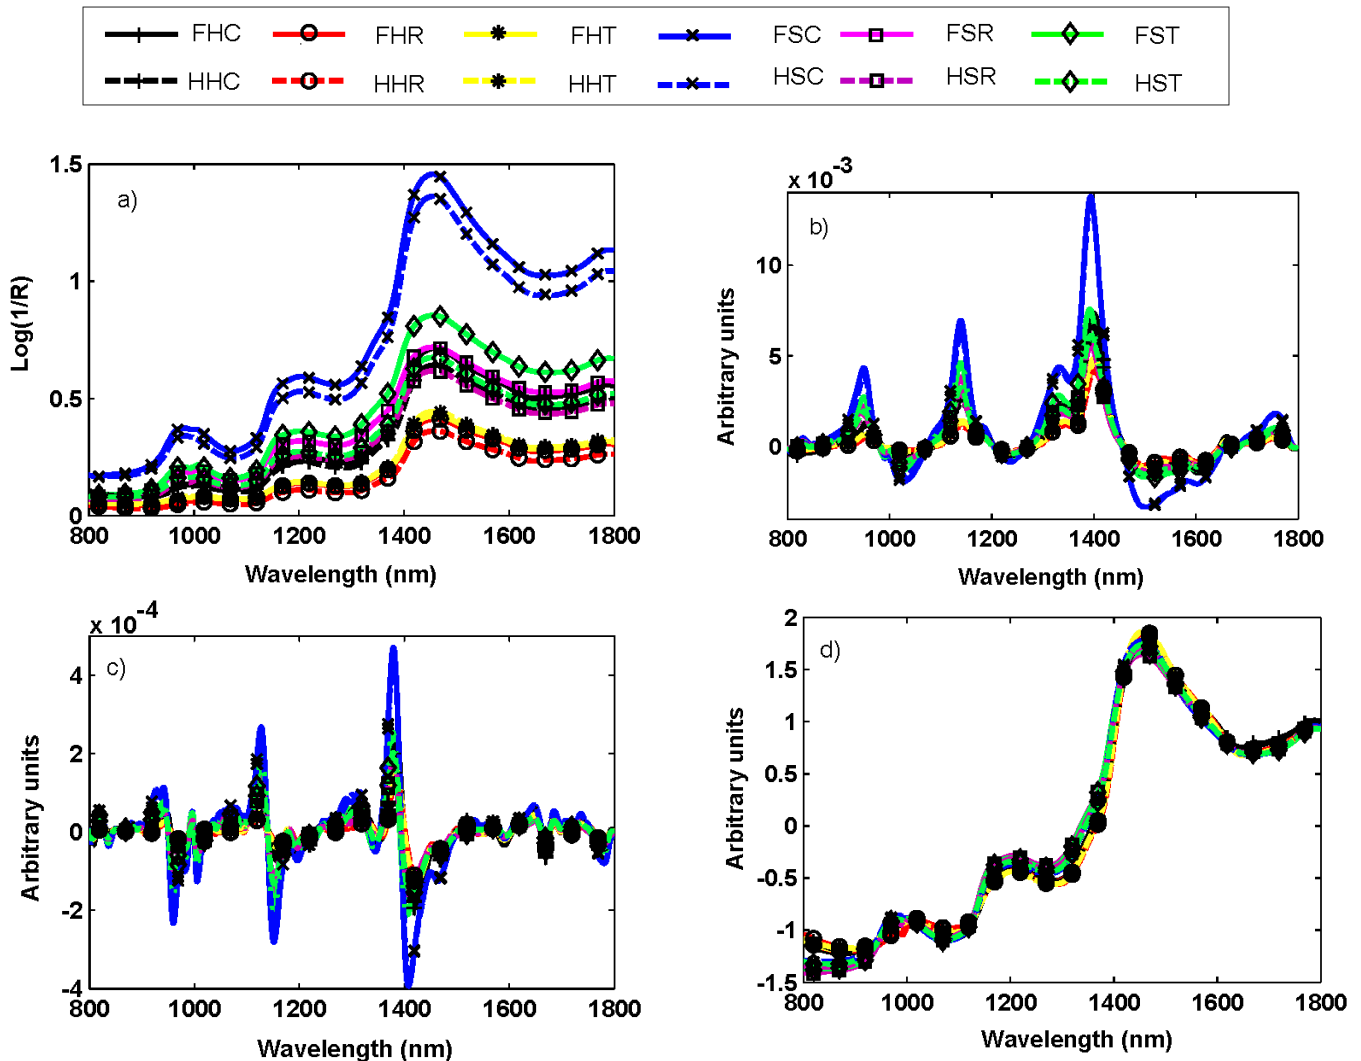 FHC FHR FHT FSC FSR FST
HHC HHR HHT HSC HSR HST
a)
1.5
1
0.5
0
Log(1/R)
800 1000 1200 1400 1600 1800
Wavelength (nm)
x 10-3
b)
10
5
0
Arbitrary units
800 1000 1200 1400 1600 1800
Wavelength (nm)
x 10-4
c)
4
2
0
-2
-4
Arbitrary units
800 1000 1200 1400 1600 1800
Wavelength (nm)
d)
2
1.5
1
0.5
0
-0.5
-1
-1.5
Arbitrary units
800 1000 1200 1400 1600 1800
Wavelength (nm)